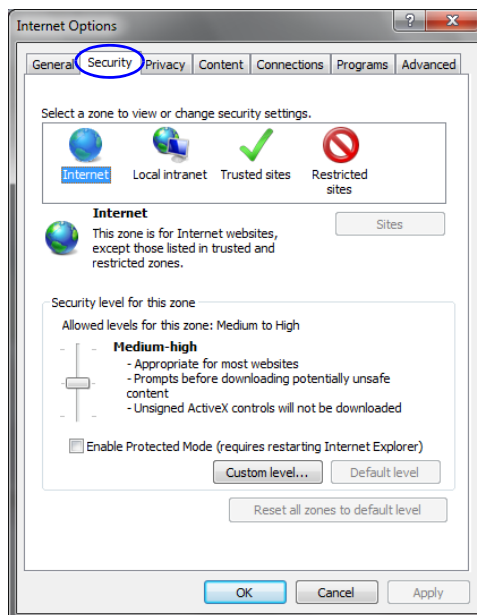 Internet Options
?
X
General Security Privacy Content Connections Programs Advanced
Select a zone to view or change security settings.
Internet Local intranet Trusted sites Restricted
sites
Internet
Sites
This zone is for Internet websites,
except those listed in trusted and
restricted zones.
Security level for this zone
Allowed levels for this zone: Medium to High
Medium-high
- Appropriate for most websites
- Prompts before downloading potentially unsafe
content
- Unsigned ActiveX controls will not be downloaded
Enable Protected Mode (requires restarting Internet Explorer)
Custom level... Default level
Reset all zones to default level
OK Cancel Apply